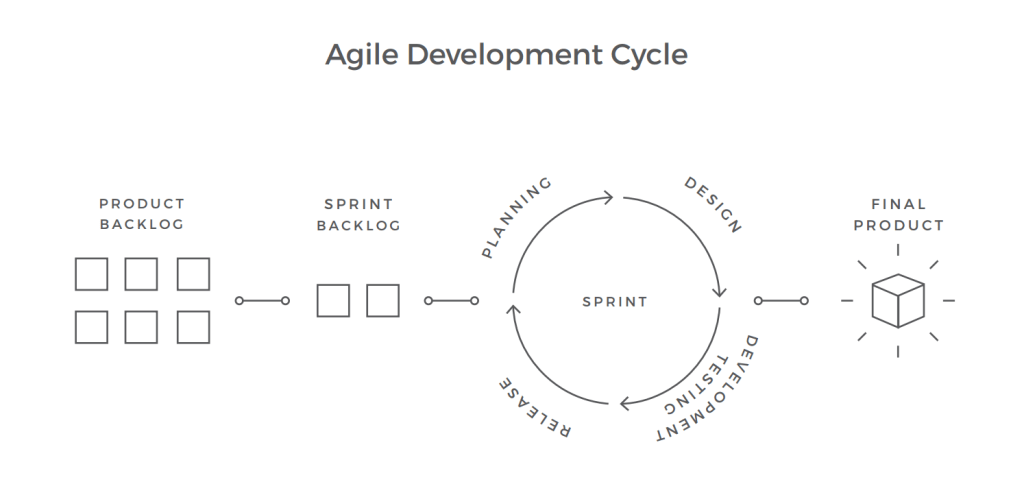 Agile Development Cycle
PRODUCT
BACKLOG
SPRINT
BACKLOG
PLANNING
DESIGN
SPRINT
DEVELOPMENT
TESTING
RELEASE
FINAL
PRODUCT